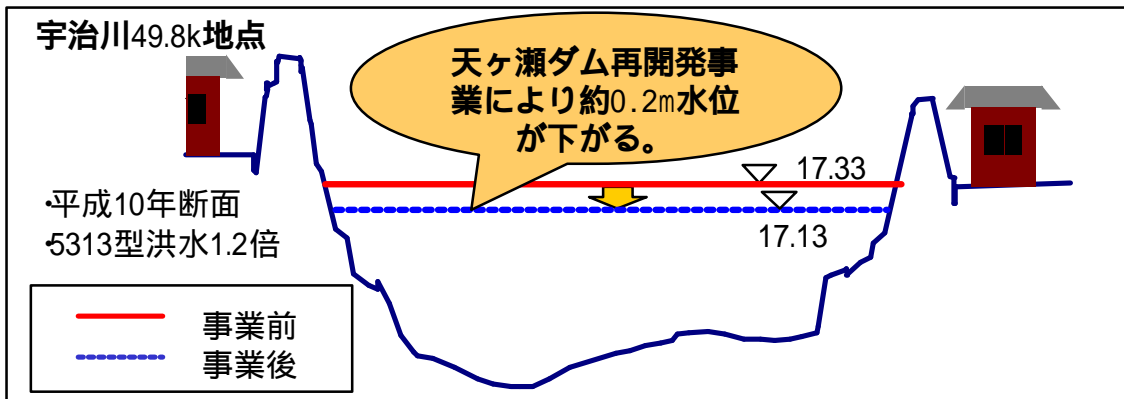 宇治川49.8k地点
天ヶ瀬ダム再開発事
業により約0.2m水位
が下がる。
17.33
17.13
・平成10年断面
・5313型洪水1.2倍
事業前
事業後